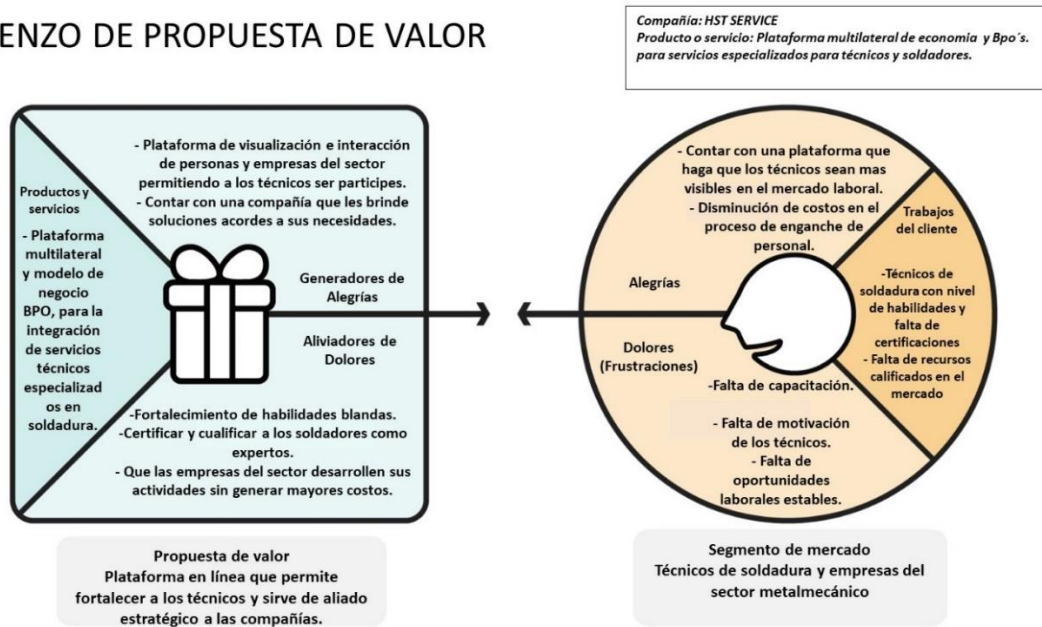 ENZO DE PROPUESTA DE VALOR
Compañía: HST SERVICE
Producto o servicio: Plataforma multilateral de economia y Bpo´s.
para servicios especializados para técnicos y soldadores.
Productos y
servicios
- Plataforma
multilateral
y modelo de
negocio
BPO, para la
integración
de servicios
técnicos
especializad
os en
soldadura.
- Plataforma de visualización e interacción
de personas y empresas del sector
permitiendo a los técnicos ser participes.
- Contar con una compañía que les brinde
soluciones acordes a sus necesidades.
Generadores de
Alegrías
Aliviadores de
Dolores
-Fortalecimiento de habilidades blandas.
-Certificar y cualificar a los soldadores como
expertos.
- Que las empresas del sector desarrollen sus
actividades sin generar mayores costos.
- Contar con una plataforma que
haga que los técnicos sean mas
visibles en el mercado laboral.
- Disminución de costos en el
proceso de enganche de
personal.
Alegrías
Dolores
(Frustraciones)
-Falta de capacitación.
- Falta de motivación
de los técnicos.
- Falta de
oportunidades
laborales estables.
Trabajos
del cliente
-Técnicos de
soldadura con nivel
de habilidades y
falta de
certificaciones
- Falta de recursos
calificados en el
mercado
Propuesta de valor
Plataforma en línea que permite
fortalecer a los técnicos y sirve de aliado
estratégico a las compañías.
Segmento de mercado
Técnicos de soldadura y empresas del
sector metalmecánico